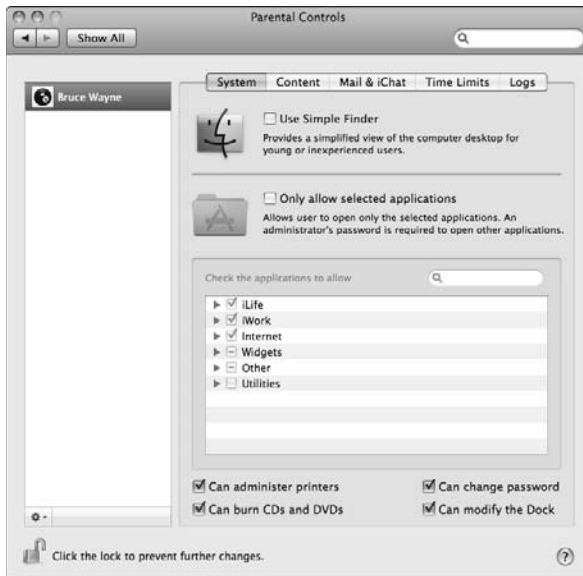 Parental Controls
Show All
Bruce Wayne
System Content Mail & iChat Time Limits Logs
Use Simple Finder
Provides a simplified view of the computer desktop for
young or inexperienced users.
Only allow selected applications
Allows user to open only the selected applications. An
administrator's password is required to open other applications.
Check the applications to allow
iLife
iWork
Internet
Widgets
Other
Utilities
Can administer printers
Can change password
Can burn CDs and DVDs
Can modify the Dock
Click the lock to prevent further changes.
?